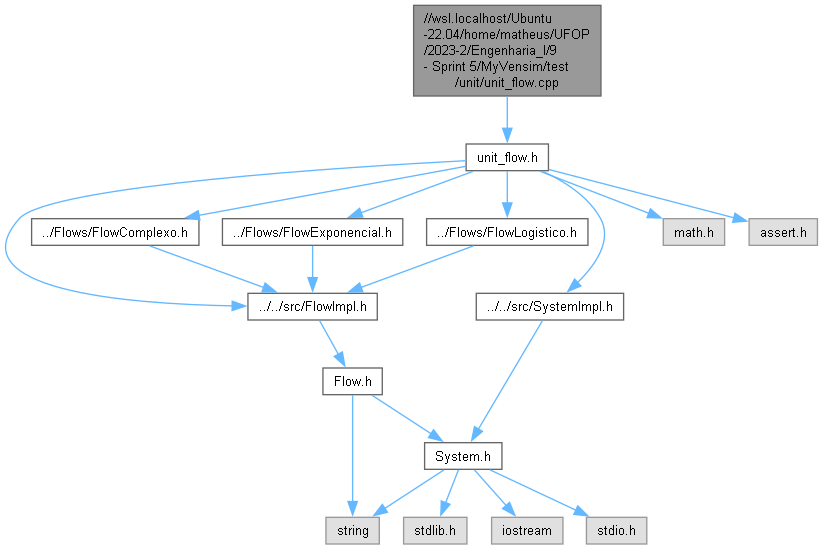 //wsl.localhost/Ubuntu
-22.04/home/matheus/UFOP
/2023-2/Engenharia_I/9
- Sprint 5/MyVensim/test
/unit/unit_flow.cpp
unit_flow.h
../Flows/FlowComplexo.h
../Flows/FlowExponencial.h
../Flows/FlowLogistico.h
math.h
assert.h
../../src/FlowImpl.h
../../src/SystemImpl.h
Flow.h
System.h
string
stdlib.h
iostream
stdio.h